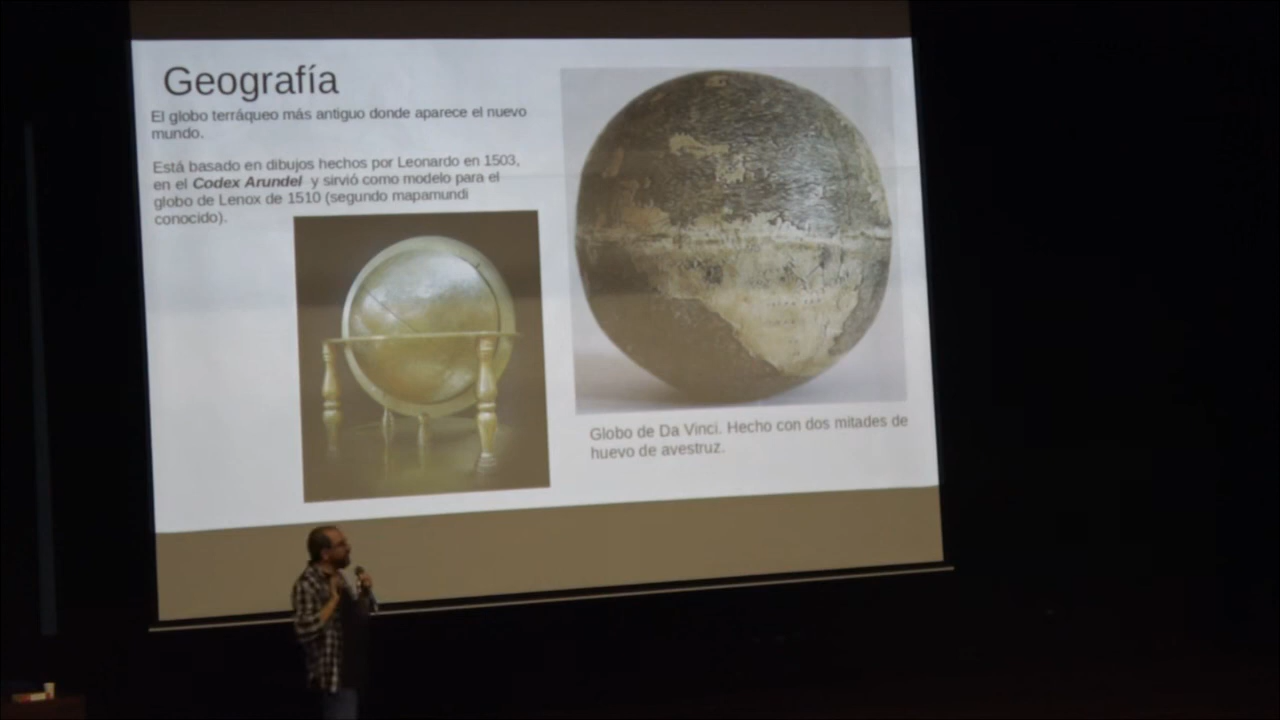 Geografía
El globo terráqueo más antiguo donde aparece el nuevo
mundo.
Está basado en dibujos hechos por Leonardo en 1503,
en el Codex Arundel y sirvió como modelo para el
globo de Lenox de 1510 (segundo mapamundi
conocido).
Globo de Da Vinci. Hecho con dos mitades de
huevo de avestruz.